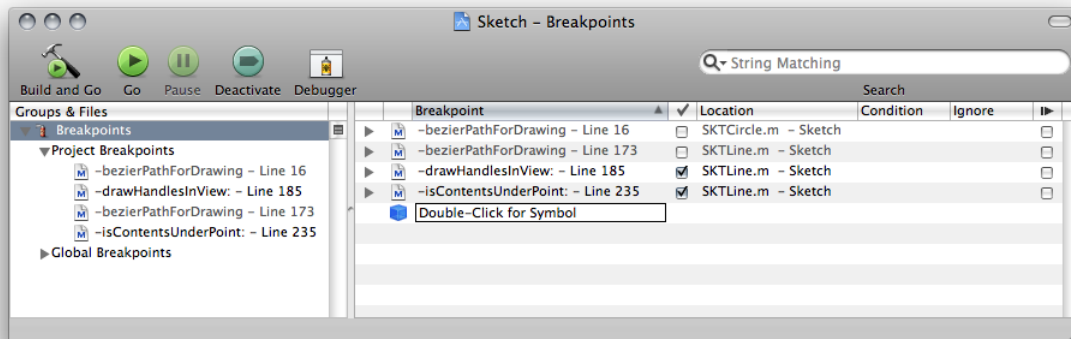 Sketch – Breakpoints
Build and Go Go Pause Deactivate Debugger
String Matching
Search
Groups & Files
Breakpoints
Project Breakpoints
-bezierPathForDrawing - Line 16
-drawHandlesInView: - Line 185
-bezierPathForDrawing - Line 173
-isContentsUnderPoint: - Line 235
Global Breakpoints
Breakpoint Location Condition Ignore
-bezierPathForDrawing - Line 16 SKTCircle.m - Sketch
-bezierPathForDrawing - Line 173 SKTLine.m - Sketch
-drawHandlesInView: - Line 185 SKTLine.m - Sketch
-isContentsUnderPoint: - Line 235 SKTLine.m - Sketch
Double-Click for Symbol